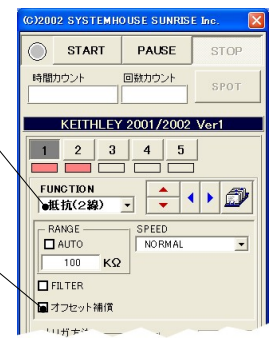 (C)2002 SYSTEMHOUSE SUNRISE Inc.
START PAUSE STOP
時間カウント 回数カウント
SPOT
KEITHLEY 2001/2002 Ver1
1 2 3 4 5
FUNCTION
抵抗(2線)
RANGE SPEED
AUTO NORMAL
100 KΩ
FILTER
オフセット補償